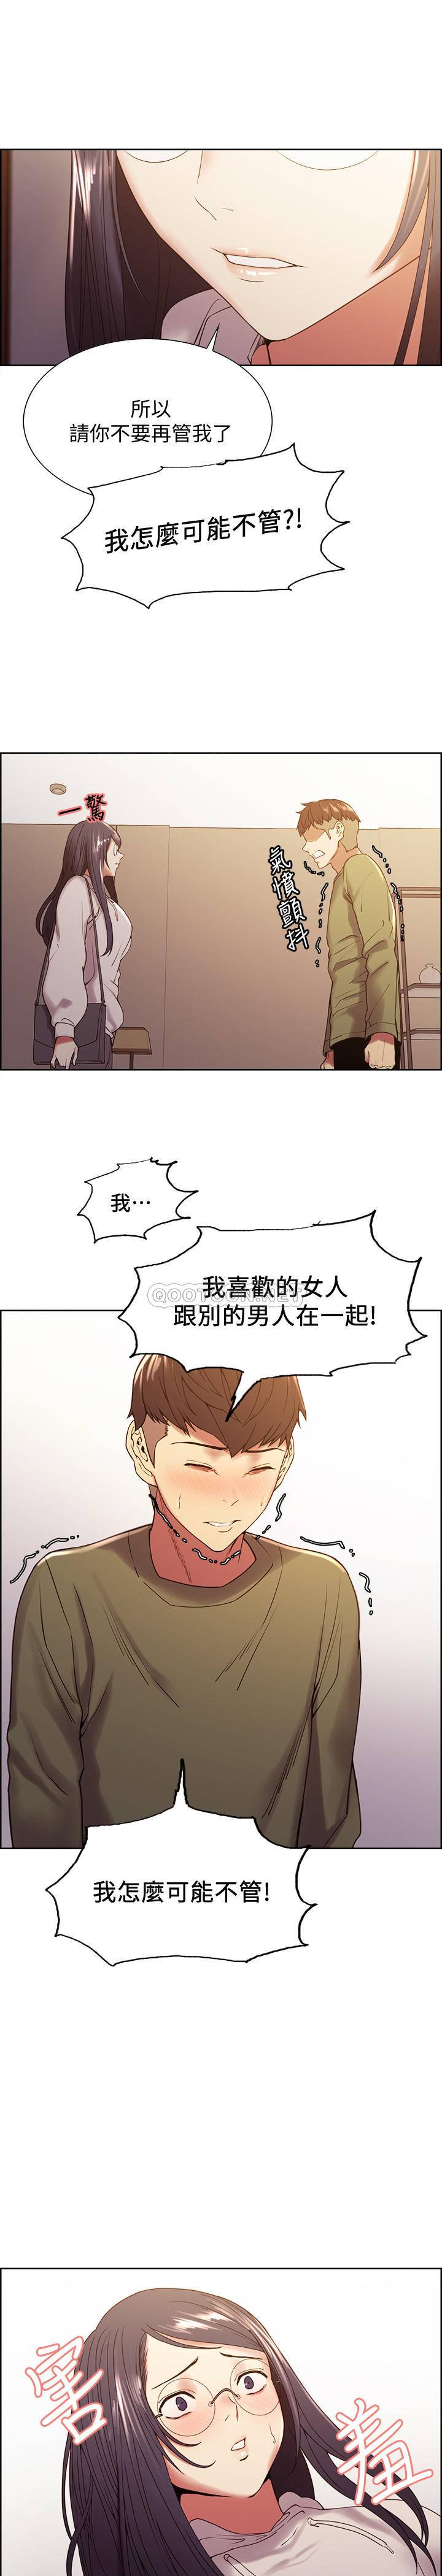 所以
請你不要再管我了
我怎麼可能不管?!
一驚
氣憤顫抖
我…
我喜歡的女人
跟別的男人在一起!
QOOTOON.NET
我怎麼可能不管!
害
羞